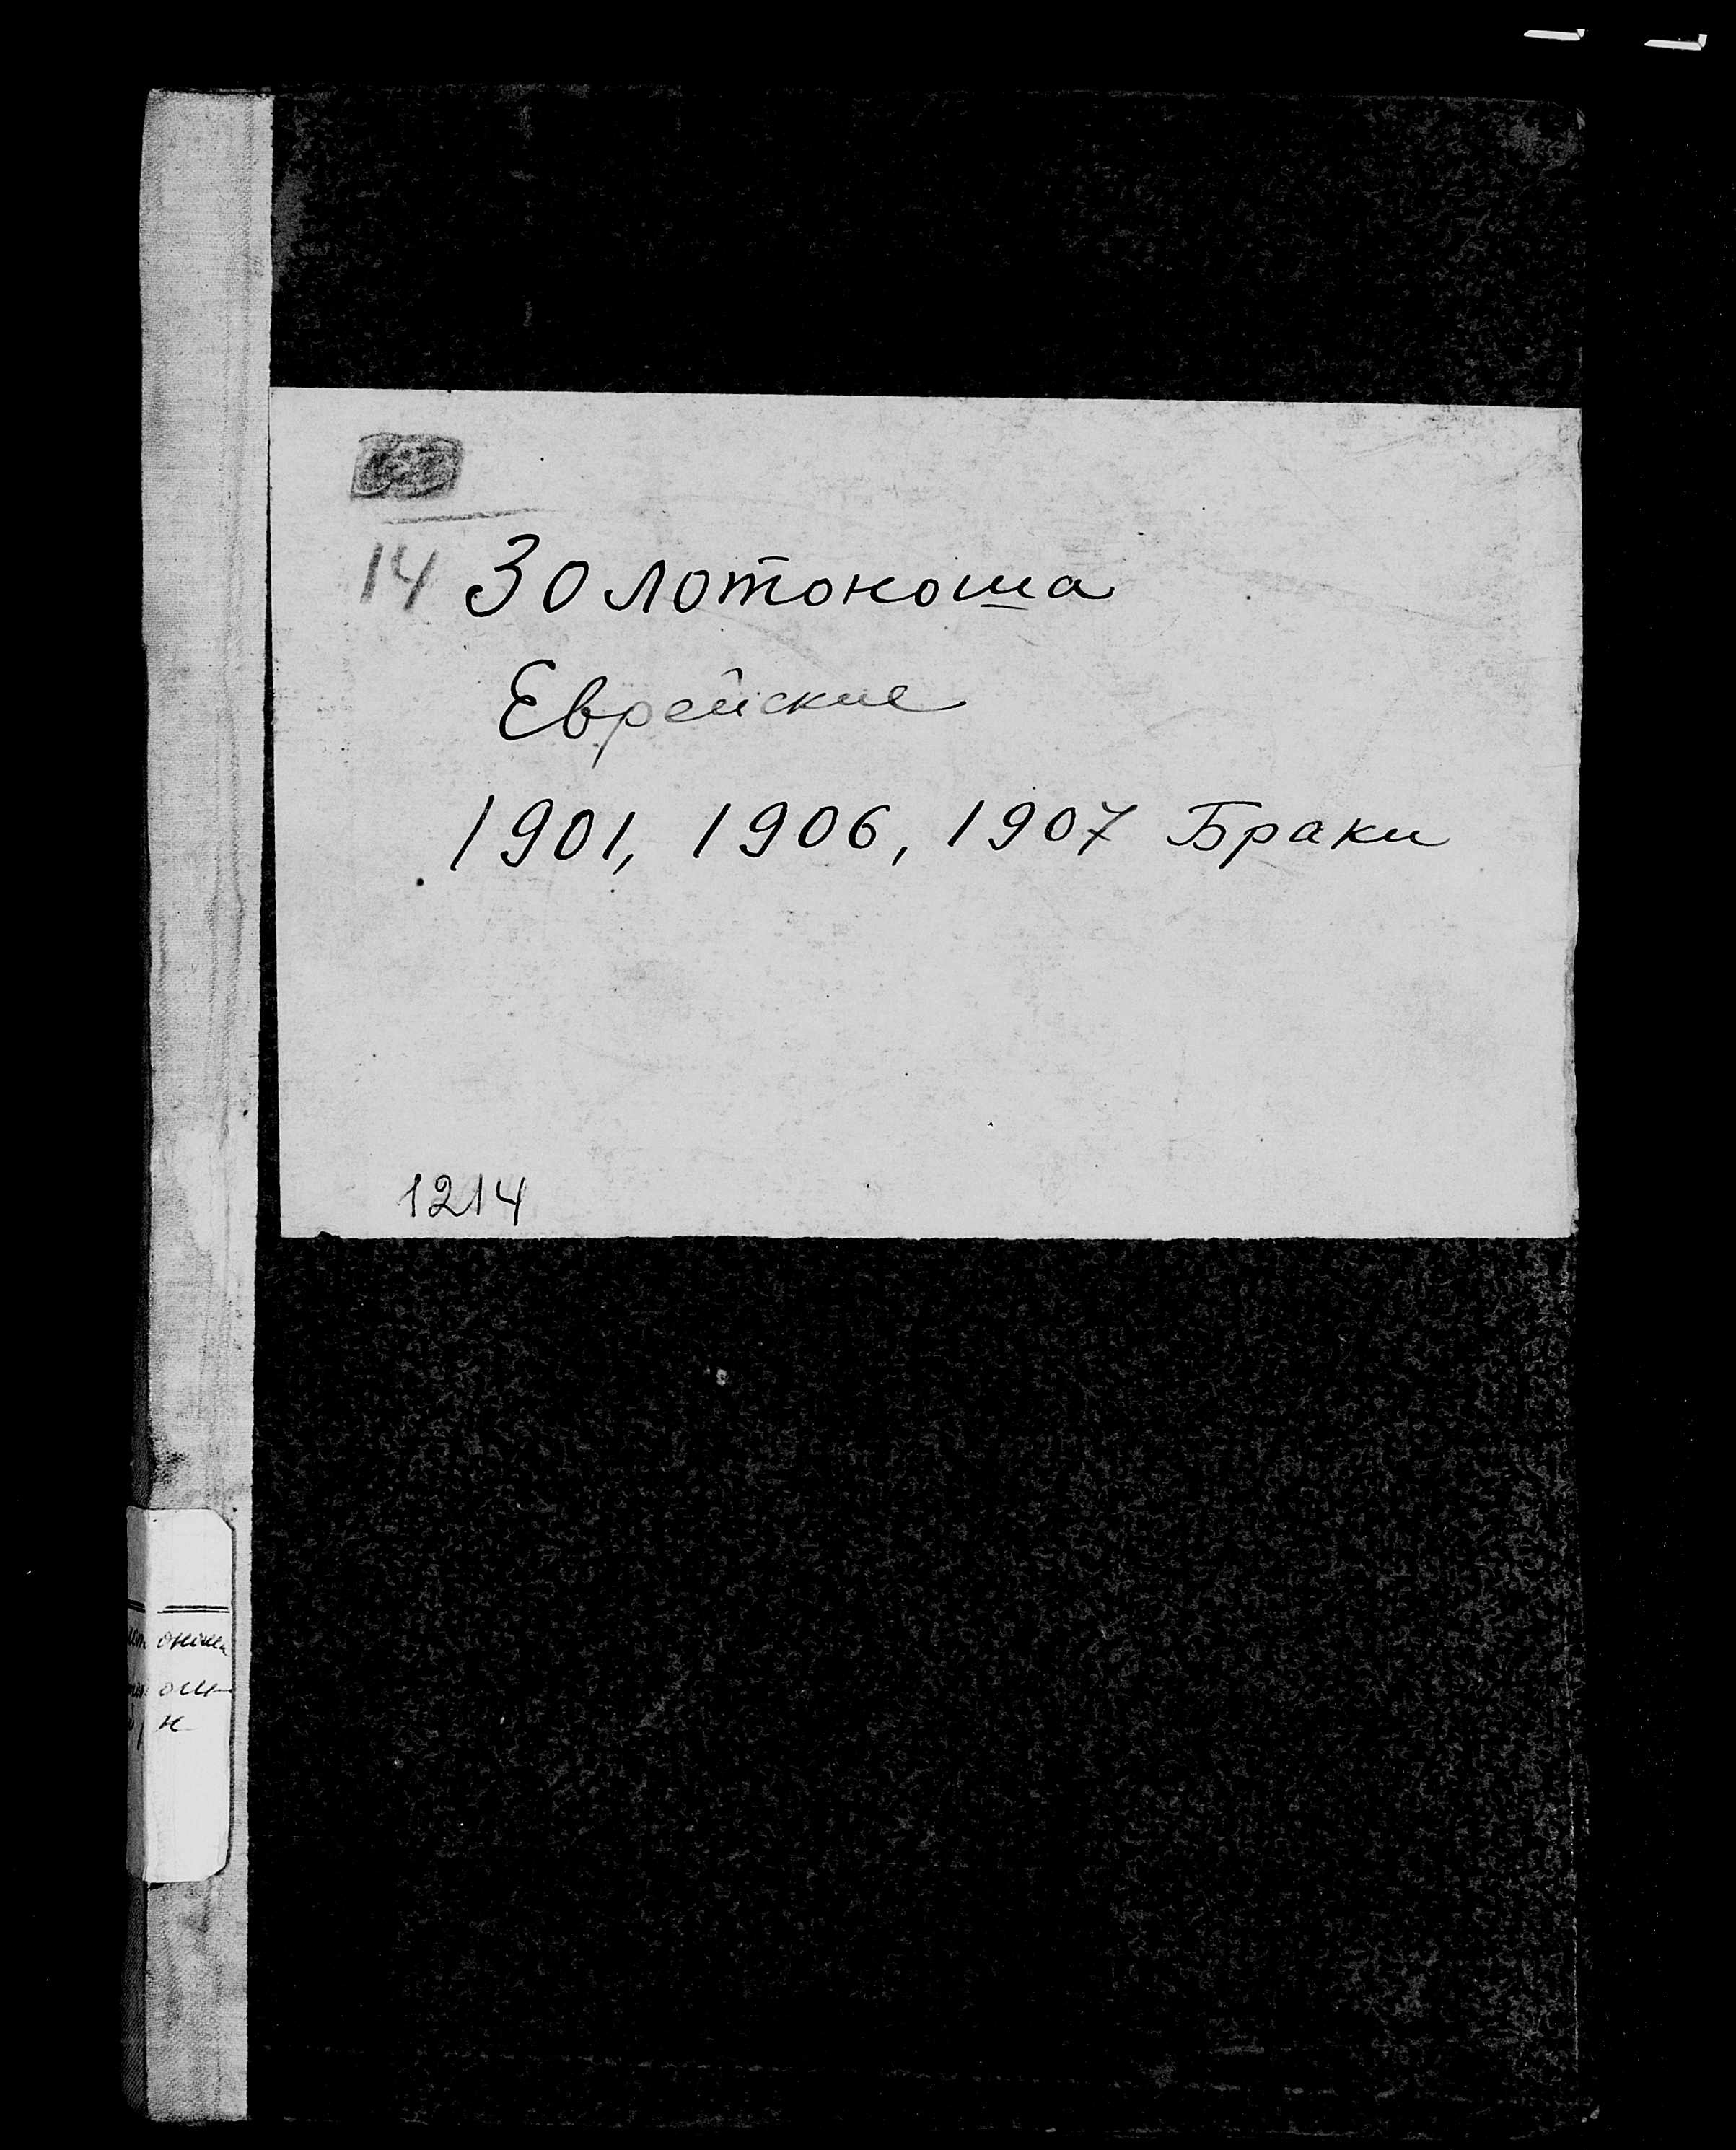 14 Золотоноша
Еврейские
1901, 1906, 1907 Браки
1214